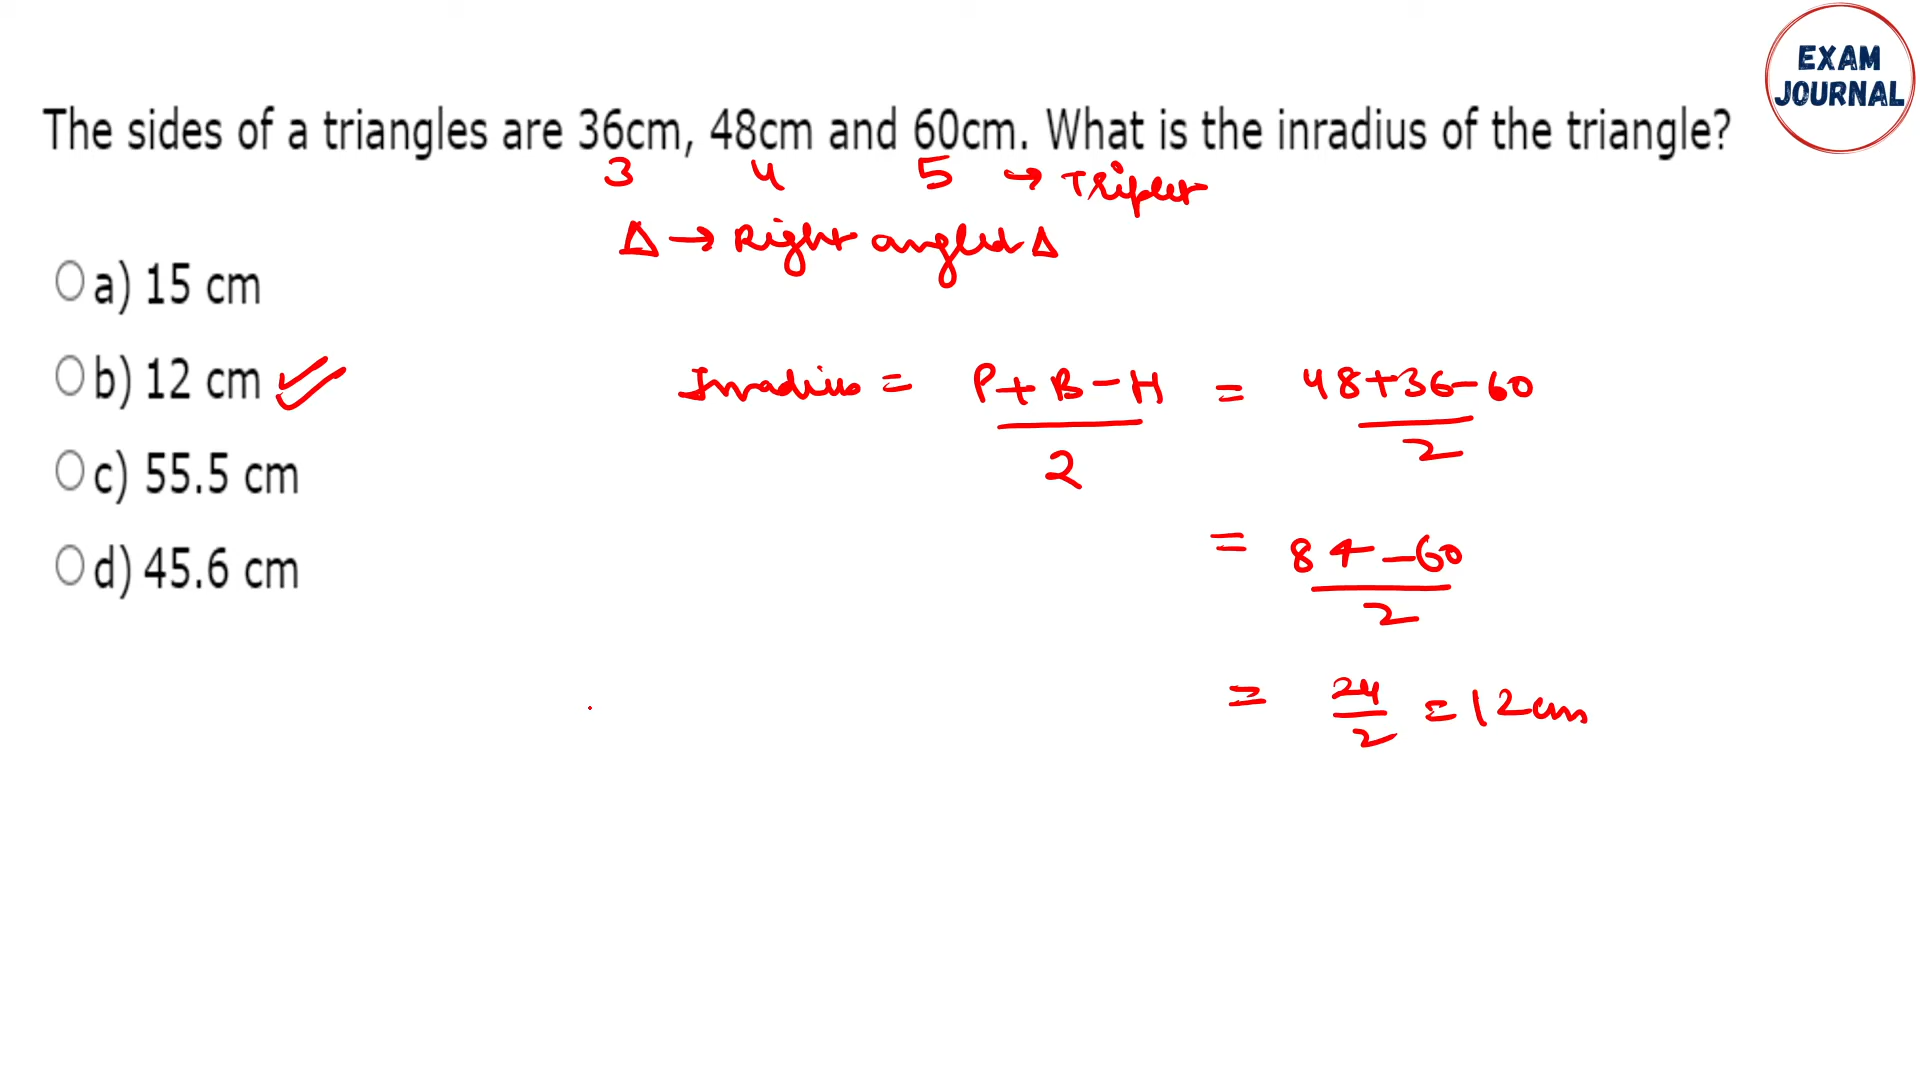 EXAM
JOURNAL
The sides of a triangles are 36cm, 48cm and 60cm. What is the inradius of the triangle?
3 4 5 → Triplet
Δ → Right angled Δ
a) 15 cm
b) 12 cm
Inradius = P+B-H / 2 = 48+36-60 / 2
c) 55.5 cm
= 84-60 / 2
d) 45.6 cm
= 24 / 2 = 12cm